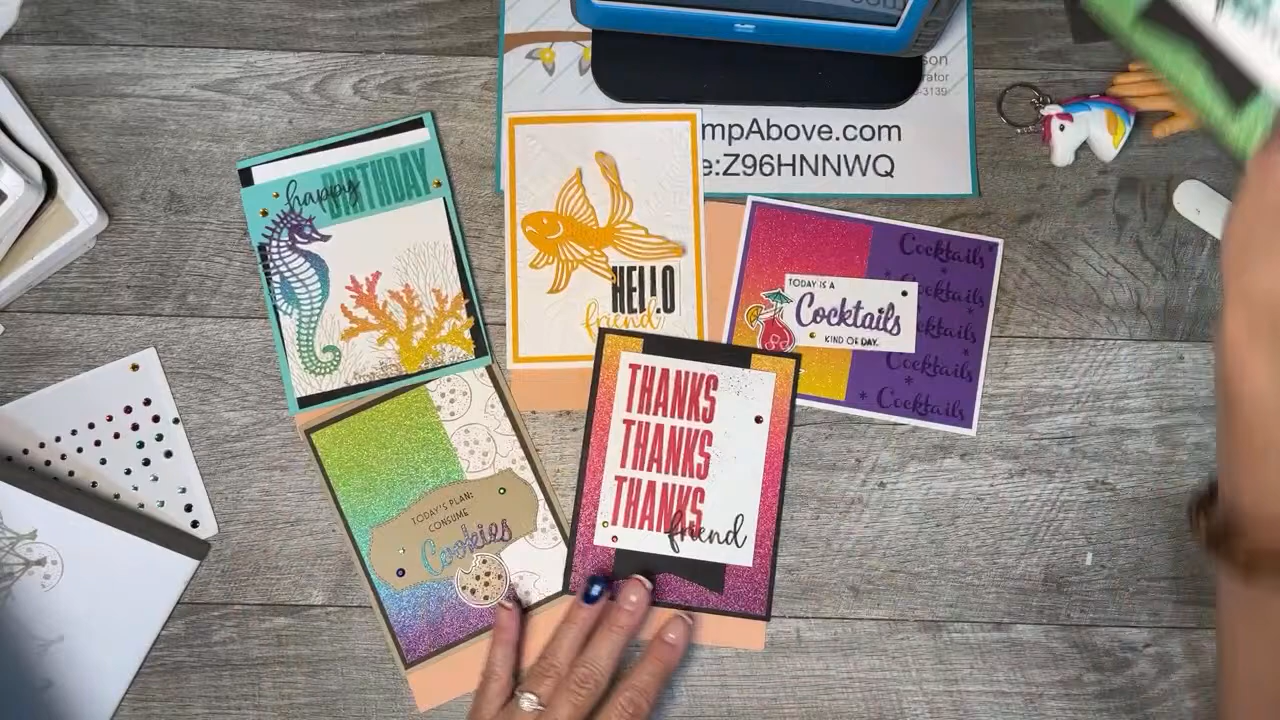 son
rator
-3139
mpAbove.com
e:Z96HNNWQ
happy BIRTHDAY
HELLO
friend
Cocktails
Cocktails
Cocktails
Cocktails
Cocktails
TODAY IS A
Cocktails
KIND OF DAY.
THANKS
THANKS
THANKS
friend
TODAY'S PLAN:
CONSUME
Cookies